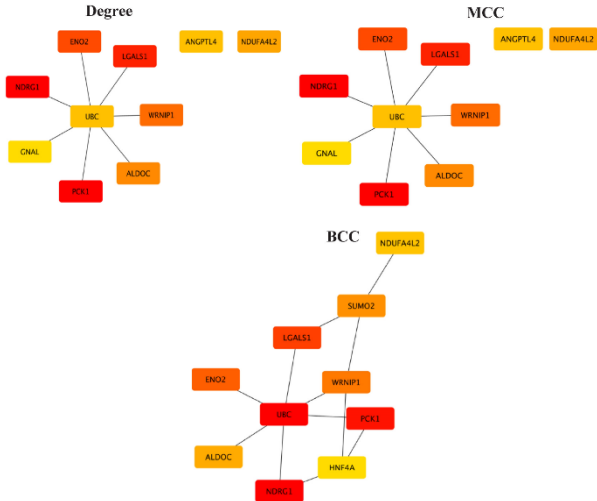 Degree
ENO2
LGALS1
ANGPTL4
NDUFA4L2
NDRG1
UBC
WRNIP1
GNAL
ALDOC
PCK1
MCC
ENO2
LGALS1
ANGPTL4
NDUFA4L2
NDRG1
UBC
WRNIP1
GNAL
ALDOC
PCK1
BCC
NDUFA4L2
SUMO2
LGALS1
ENO2
WRNIP1
UBC
PCK1
ALDOC
HNF4A
NDRG1